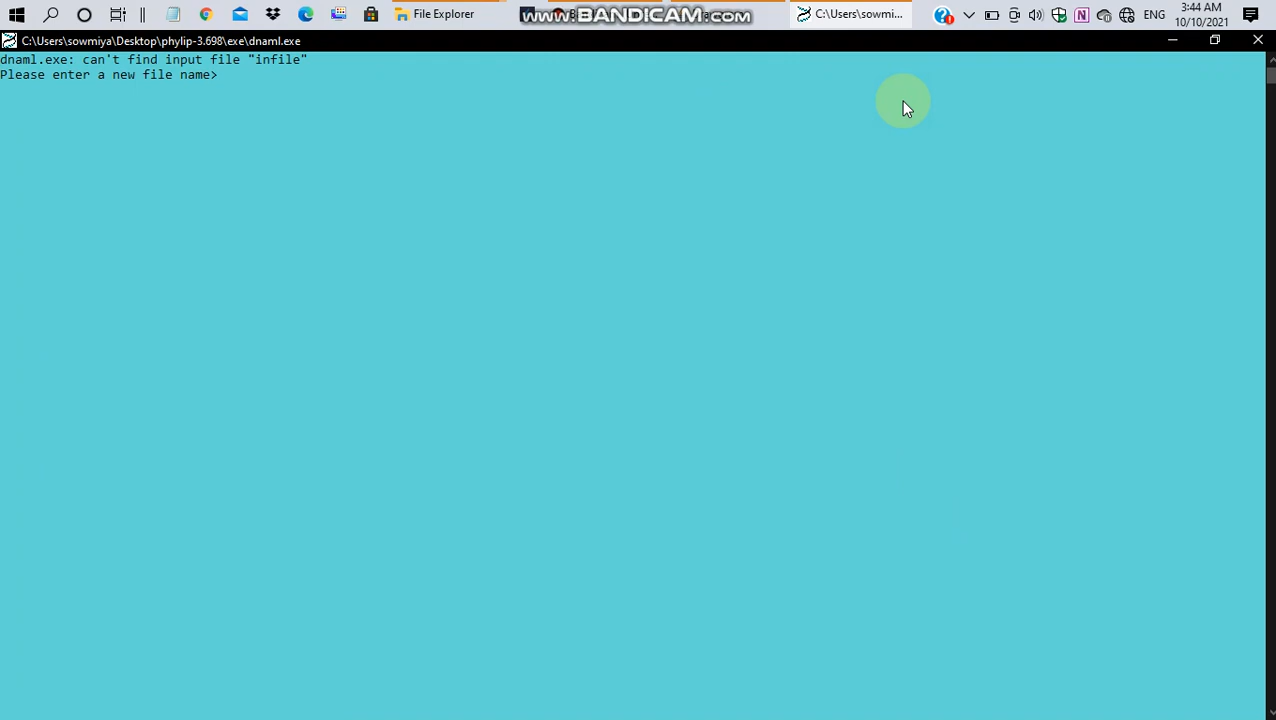 File Explorer
www.BANDICAM.com
C:\Users\sowmi...
ENG
3:44 AM
10/10/2021
C:\Users\sowmiya\Desktop\phylip-3.698\exe\dnaml.exe
dnaml.exe: can't find input file "infile"
Please enter a new file name>